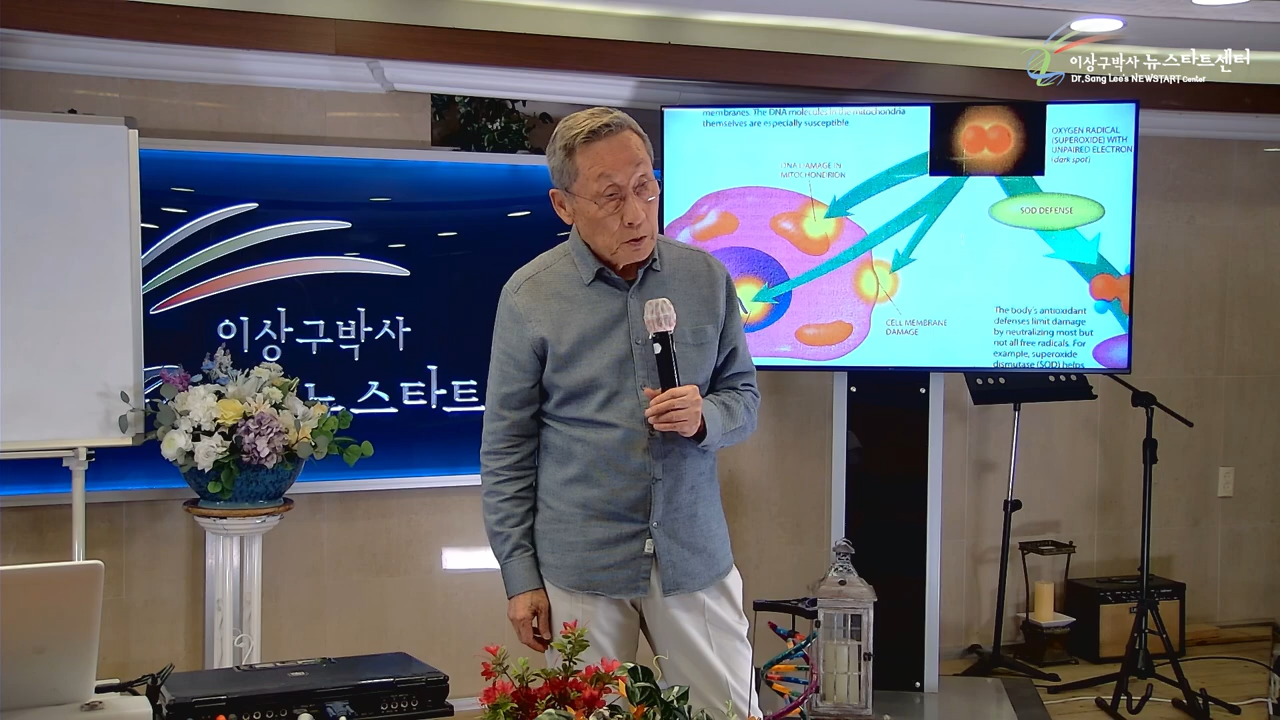 이상구박사 뉴스타트센터
Dr.Sang Lee's NEWSTART Center
membranes. The DNA molecules in the mitochondria
themselves are especially susceptible
OXYGEN RADICAL
(SUPEROXIDE) WITH
UNPAIRED ELECTRON
(dark spot)
DNA DAMAGE IN
MITOCHONDRION
SOD DEFENSE
CELL MEMBRANE
DAMAGE
The body's antioxidant
defenses limit damage
by neutralizing most but
not all free radicals. For
example, superoxide
dismutase (SOD) helps
이상구박사
뉴스타트